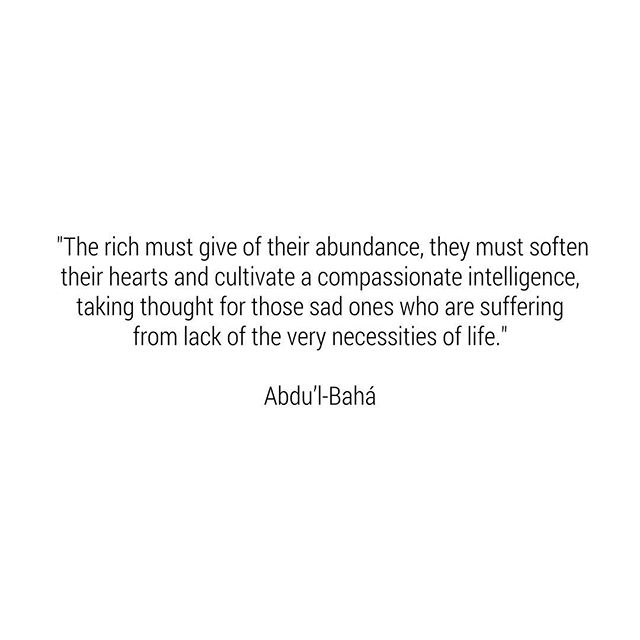 "The rich must give of their abundance, they must soften
their hearts and cultivate a compassionate intelligence,
taking thought for those sad ones who are suffering
from lack of the very necessities of life."
Abdu’l-Bahá